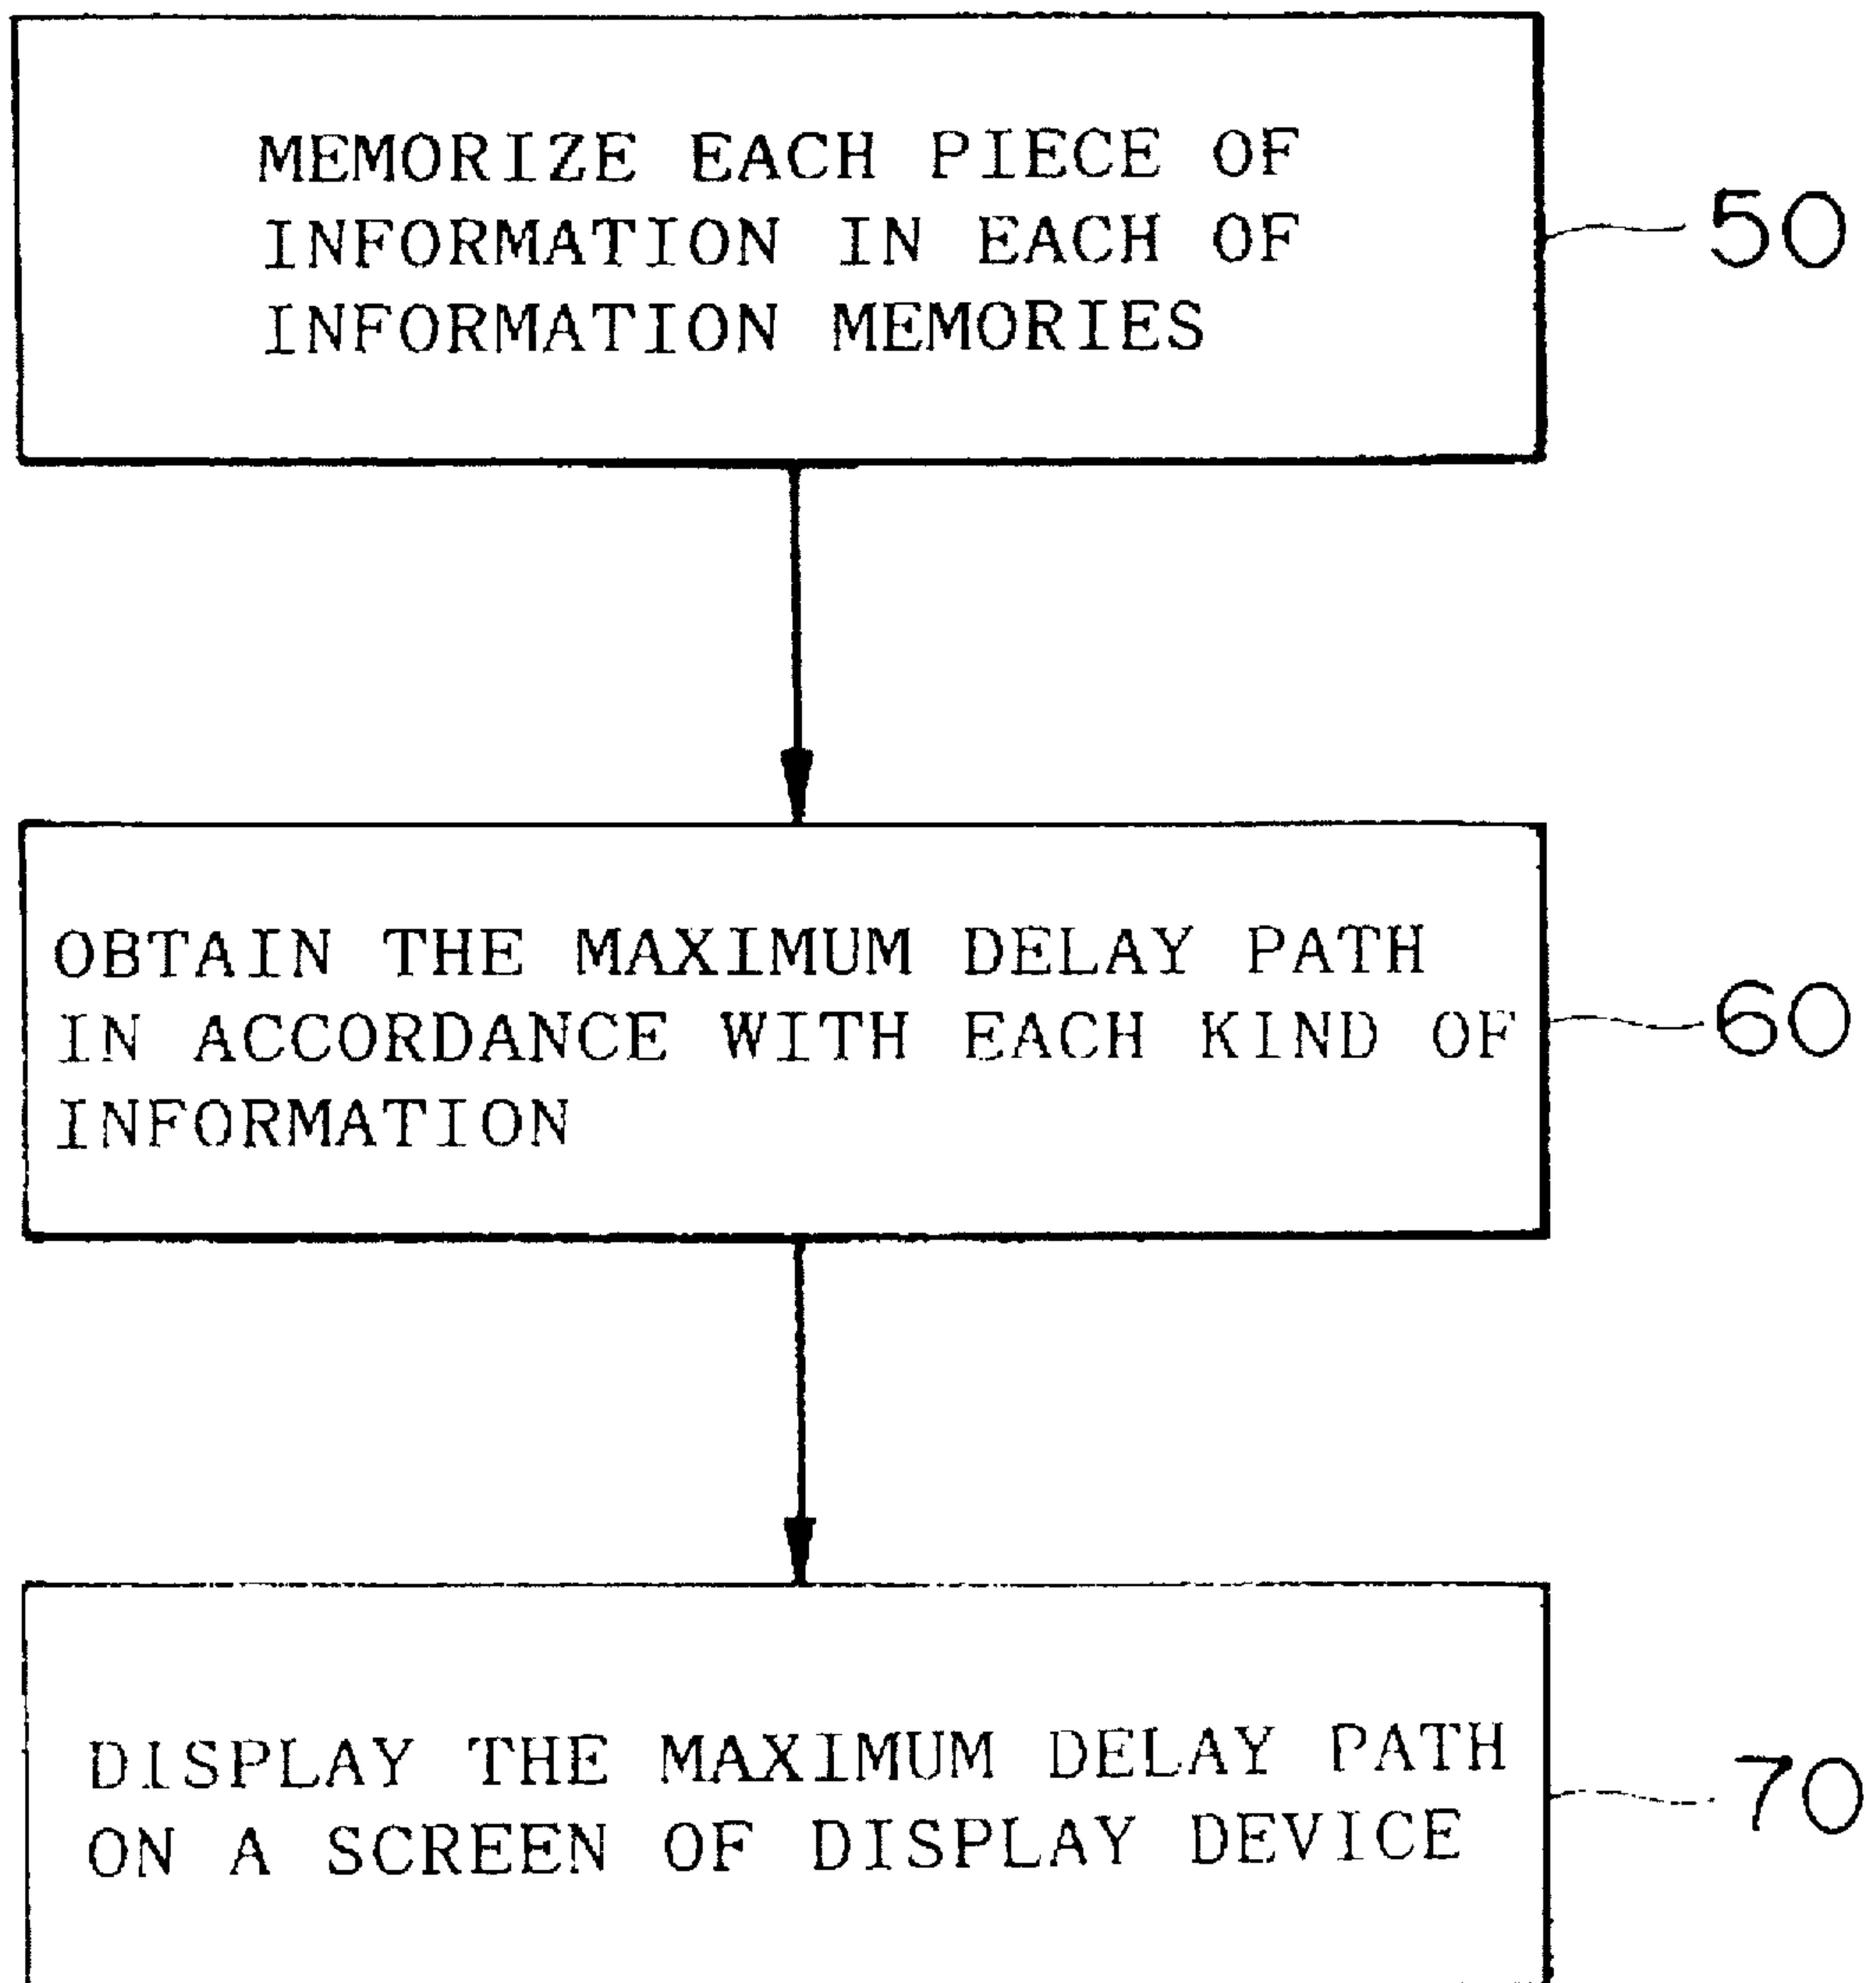 MEMORIZE EACH PIECE OF
INFORMATION IN EACH OF
INFORMATION MEMORIES
50
OBTAIN THE MAXIMUM DELAY PATH
IN ACCORDANCE WITH EACH KIND OF
INFORMATION
60
DISPLAY THE MAXIMUM DELAY PATH
ON A SCREEN OF DISPLAY DEVICE
70